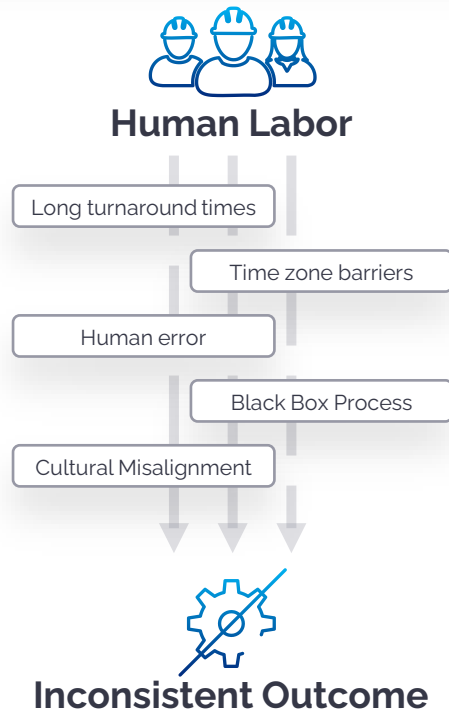 Human Labor
Long turnaround times
Time zone barriers
Human error
Black Box Process
Cultural Misalignment
Inconsistent Outcome